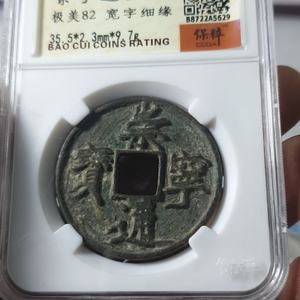 极美82 宽字细缘
35.5*2.3mm*9.7g
BAO CUI COINS RATING
B8722A5629
保粹
崇
寧
通
寶